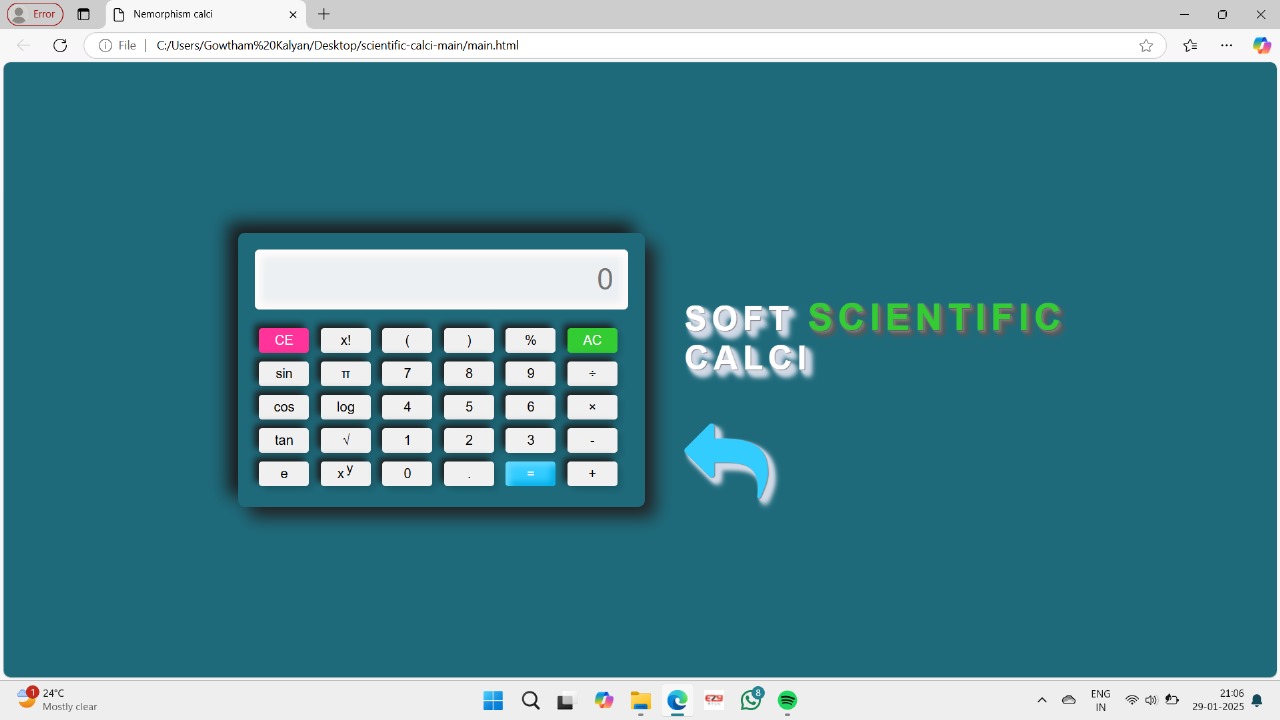 Error
Nemorphism calci
File
C:/Users/Gowtham%20Kalyan/Desktop/scientific-calci-main/main.html
0
CE x! ( ) % AC
sin π 7 8 9 ÷
cos log 4 5 6 ×
tan √ 1 2 3 -
e x y 0 . = +
SOFT SCIENTIFIC
CALCI
1
24°C
Mostly clear
8
ENG
IN
21:06
29-01-2025